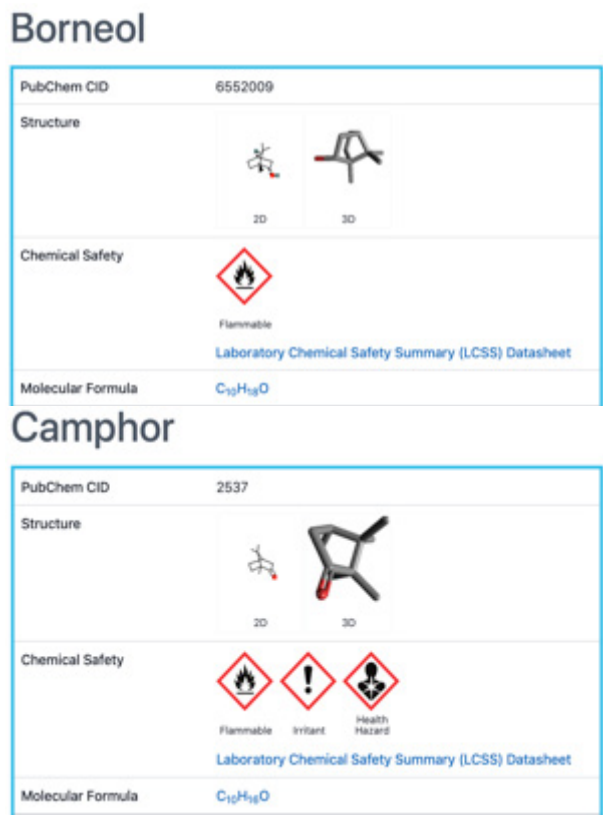 Borneol
PubChem CID 6552009
Structure
2D 3D
Chemical Safety
Flammable
Laboratory Chemical Safety Summary (LCSS) Datasheet
Molecular Formula C₁₀H₁₈O
Camphor
PubChem CID 2537
Structure
2D 3D
Chemical Safety
Flammable Irritant Health Hazard
Laboratory Chemical Safety Summary (LCSS) Datasheet
Molecular Formula C₁₀H₁₆O